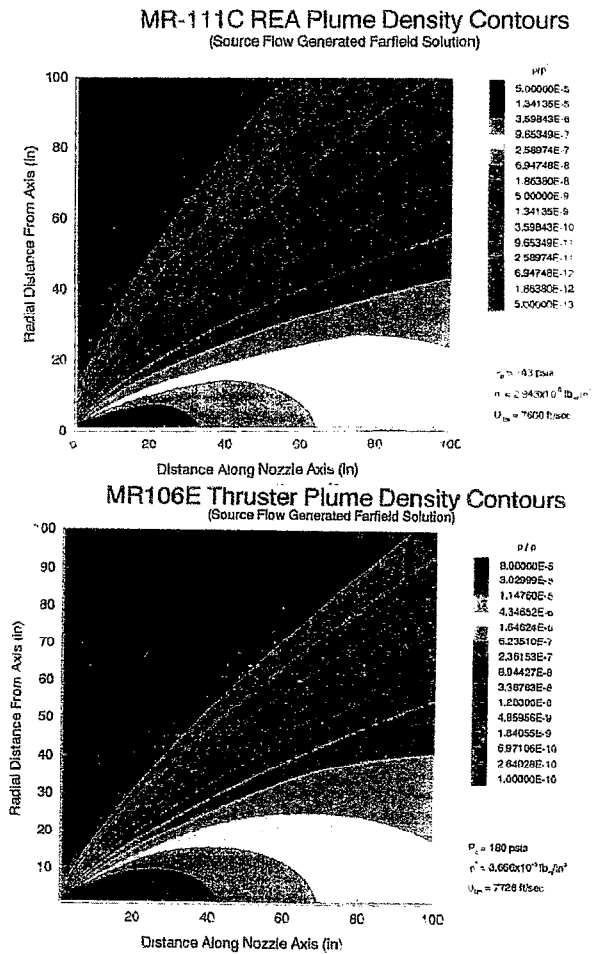 MR-111C REA Plume Density Contours
(Source Flow Generated Farfield Solution)
100
80
60
40
20
0
Radial Distance From Axis (in)
0 20 40 60 80 100
Distance Along Nozzle Axis (in)
5.00000E-5
1.34135E-5
3.59843E-6
9.65349E-7
2.58974E-7
6.94748E-8
1.86380E-8
5.00000E-9
1.34135E-9
3.59843E-10
9.65349E-11
2.58974E-11
6.94748E-12
1.86380E-12
5.00000E-13
= 7600 ft/sec
MR106E Thruster Plume Density Contours
(Source Flow Generated Farfield Solution)
90
80
70
60
50
40
30
20
10
Radial Distance From Axis (in)
20 40 60 80 100
Distance Along Nozzle Axis (in)
ρ / ρ
8.00000E-5
3.02999E-5
1.14760E-5
4.34652E-6
1.64624E-6
6.23510E-7
2.36153E-7
8.94427E-8
3.38763E-8
4.85956E-9
1.84055E-9
6.97106E-10
2.64028E-10
1.00000E-10
= 180 psia
= 7726 ft/sec